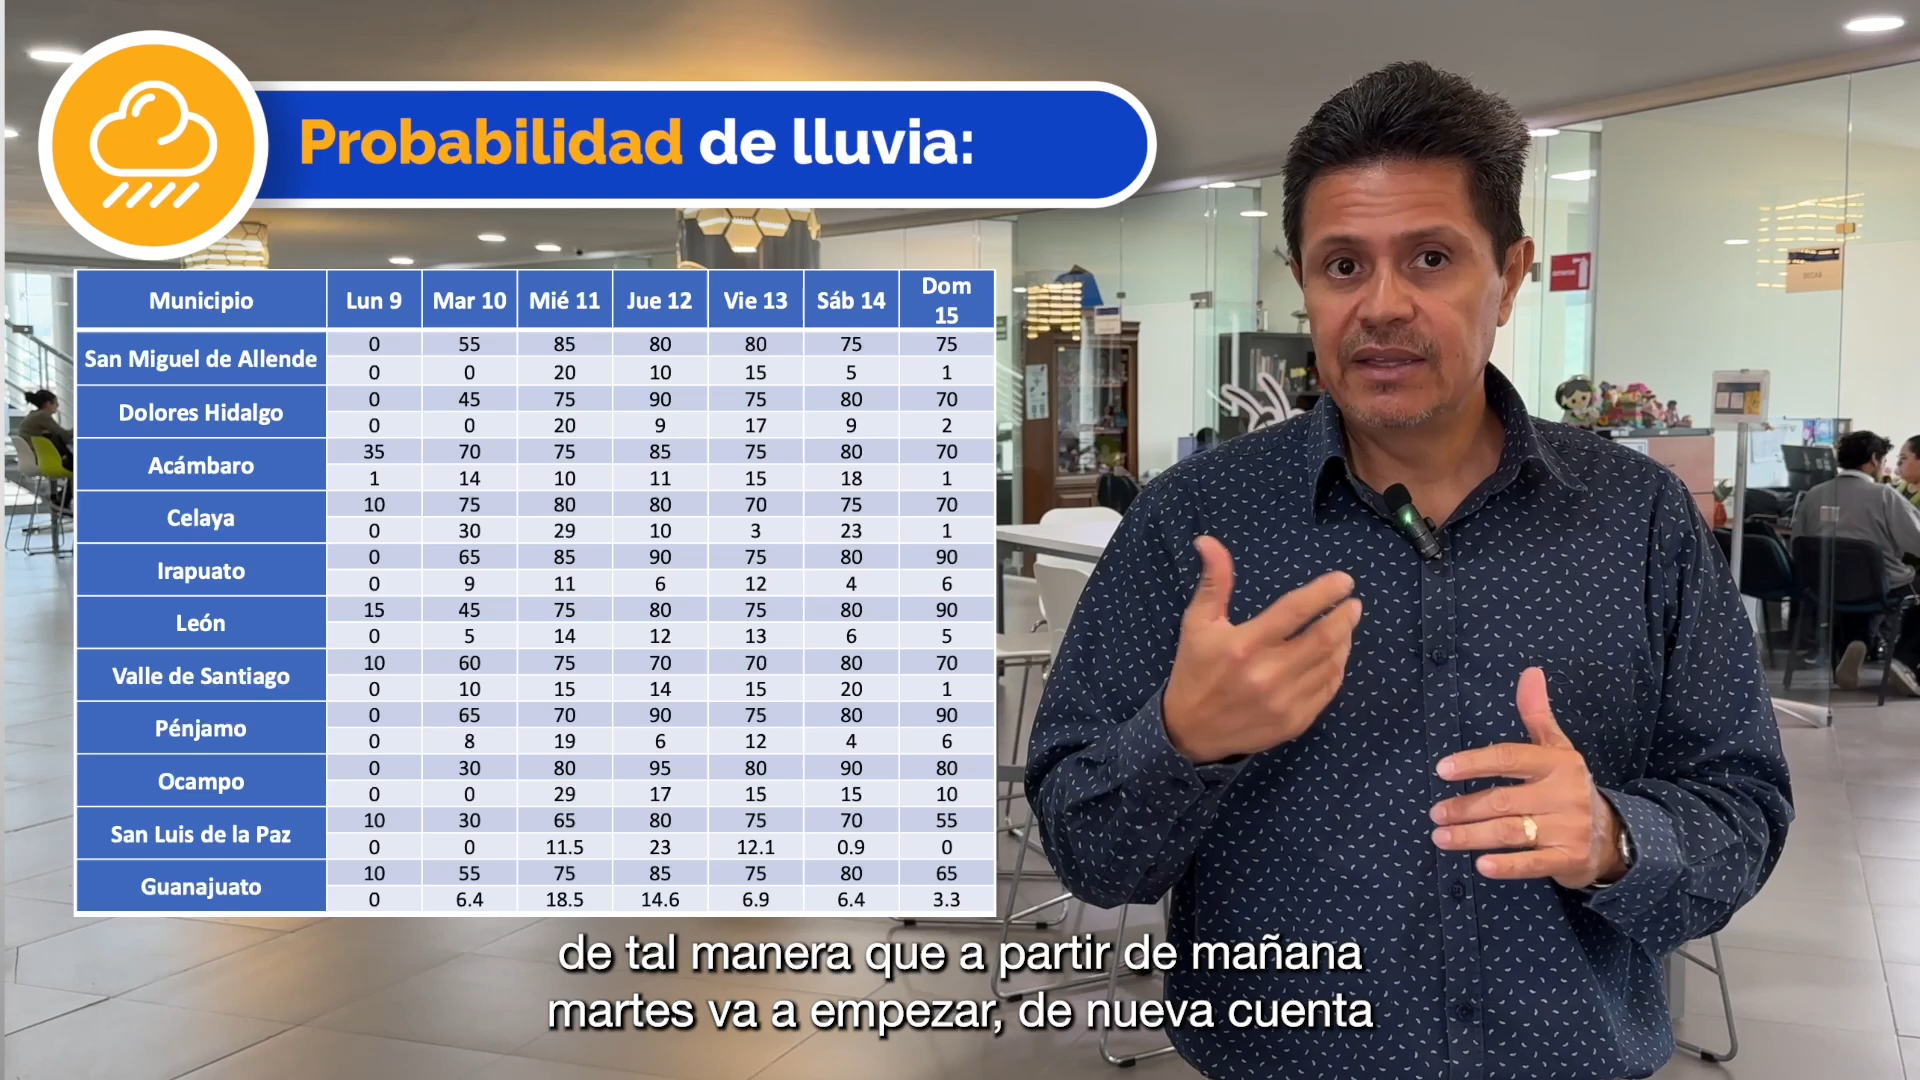 Probabilidad de lluvia:
Municipio Lun 9 Mar 10 Mié 11 Jue 12 Vie 13 Sáb 14 Dom 15
San Miguel de Allende 0 55 85 80 80 75 75
0 0 20 10 15 5 1
Dolores Hidalgo 0 45 75 90 75 80 70
0 0 20 9 17 9 2
Acámbaro 35 70 75 85 75 80 70
1 14 10 11 15 18 1
Celaya 10 75 80 80 70 75 70
0 30 29 10 3 23 1
Irapuato 0 65 85 90 75 80 90
0 9 11 6 12 4 6
León 15 45 75 80 75 80 90
0 5 14 12 13 6 5
Valle de Santiago 10 60 75 70 70 80 70
0 10 15 14 15 20 1
Pénjamo 0 65 70 90 75 80 90
0 8 19 6 12 4 6
Ocampo 0 30 80 95 80 90 80
0 0 29 17 15 15 10
San Luis de la Paz 10 30 65 80 75 70 55
0 0 11.5 23 12.1 0.9 0
Guanajuato 10 55 75 85 75 80 65
0 6.4 18.5 14.6 6.9 6.4 3.3
de tal manera que a partir de mañana
martes va a empezar, de nueva cuenta